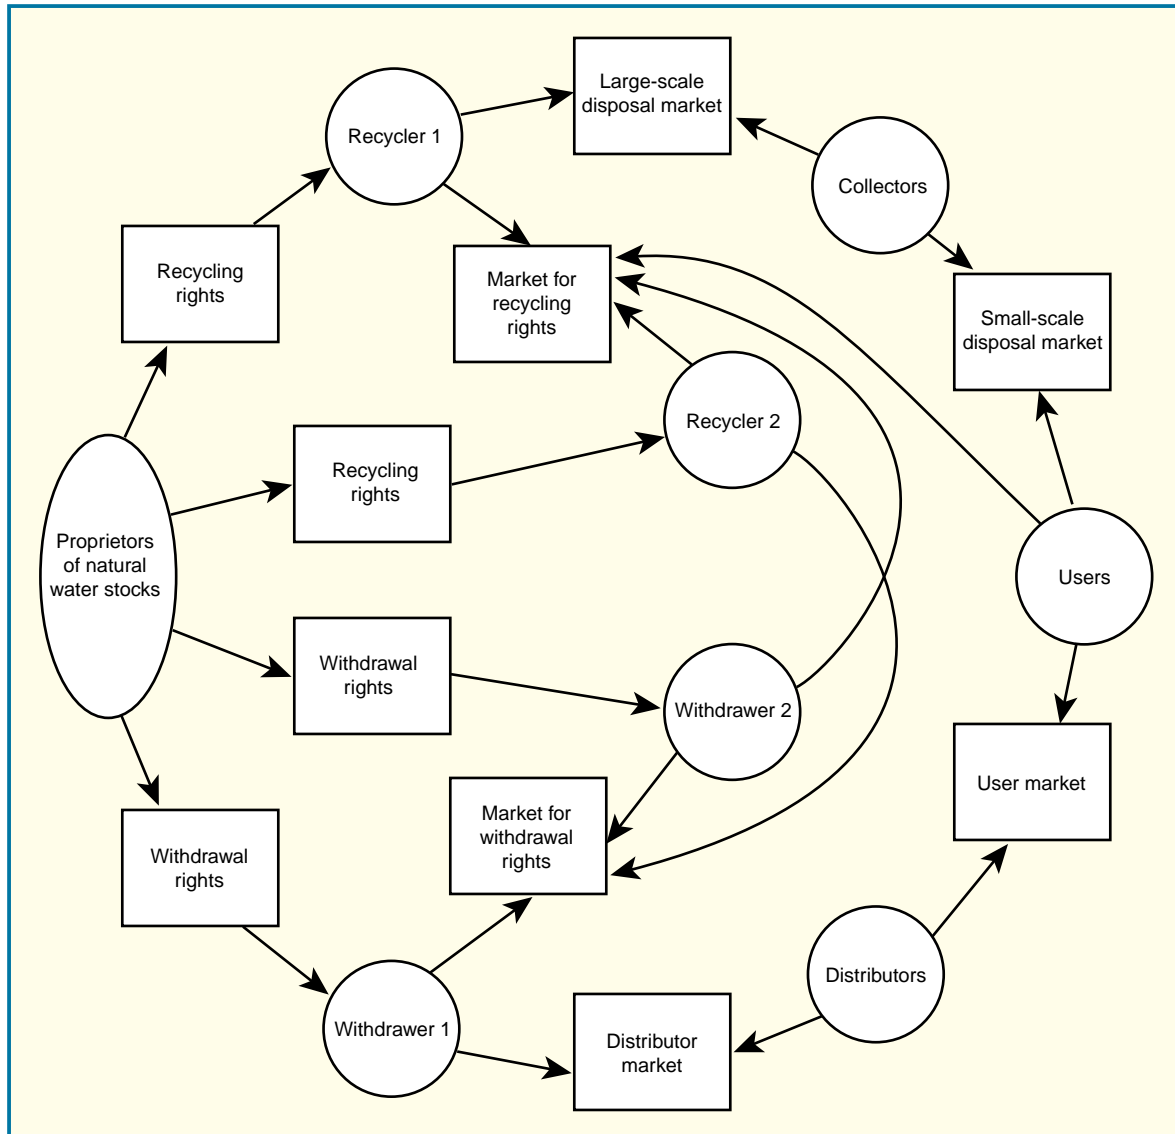 Large-scale
disposal market
Recycler 1
Collectors
Recycling
rights
Market for
recycling
rights
Small-scale
disposal market
Recycler 2
Recycling
rights
Proprietors
of natural
water stocks
Users
Withdrawal
rights
Withdrawer 2
User market
Market for
withdrawal
rights
Withdrawal
rights
Distributors
Withdrawer 1
Distributor
market